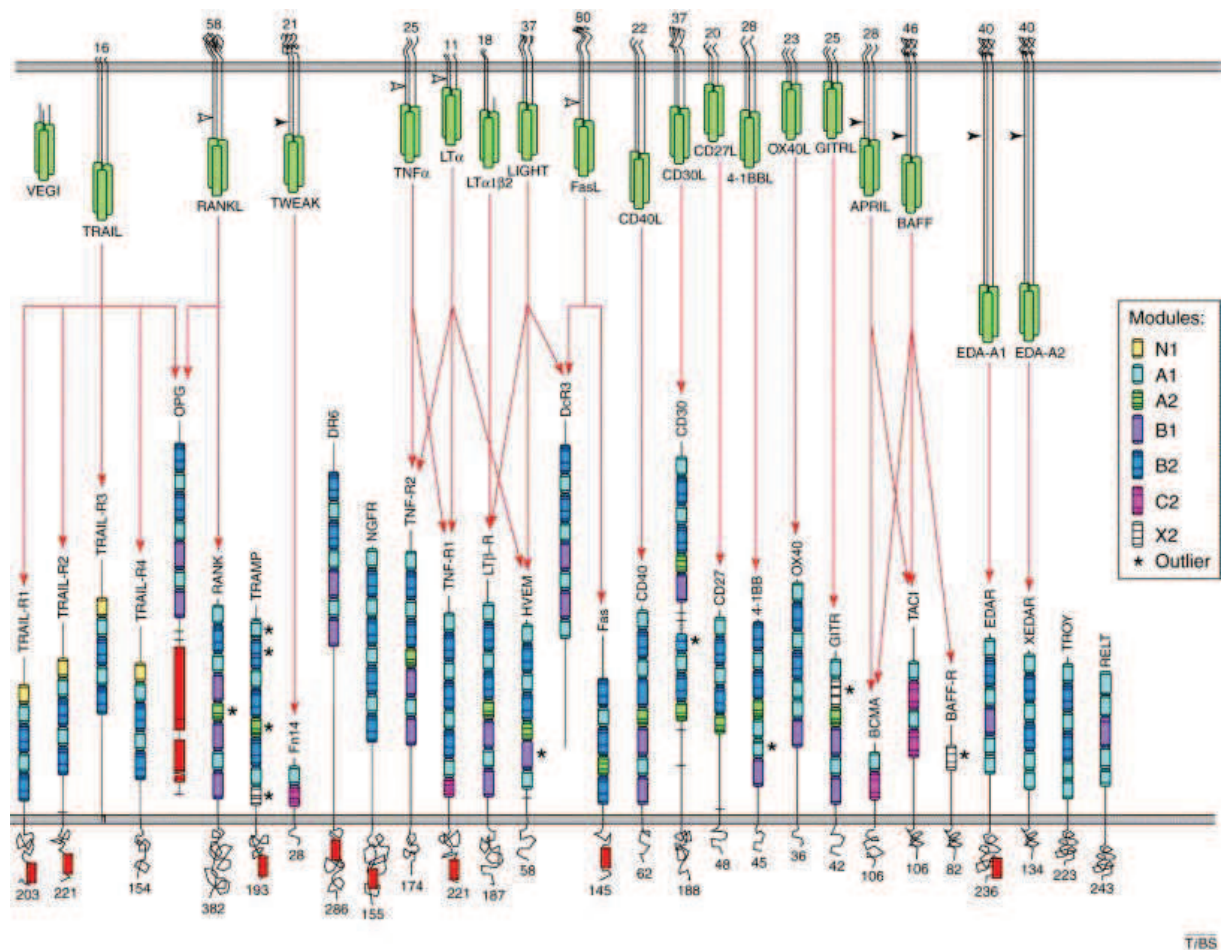 58
80
16
21
25
11
18
37
22
37
20
28
23
25
28
46
40
40
VEGI
TRAIL
RANKL
TWEAK
TNFα
LTα
LTα1β2
LIGHT
FasL
CD40L
CD30L
CD27L
4-1BBL
OX40L
GITRL
APRIL
BAFF
EDA-A1
EDA-A2
Modules:
N1
A1
A2
B1
B2
C2
X2
* Outlier
TRAIL-R1
TRAIL-R2
TRAIL-R3
TRAIL-R4
OPG
RANK
TRAMP
Fn14
DR6
NGFR
TNF-R2
TNF-R1
LTβ-R
HVEM
DcR3
Fas
CD40
CD30
CD27
4-1BB
OX40
GITR
BCMA
TACI
BAFF-R
EDAR
XEDAR
TROY
RELT
203
221
154
382
193
28
286
155
174
221
187
58
145
62
188
48
45
36
42
106
106
82
236
134
223
243
T/BS